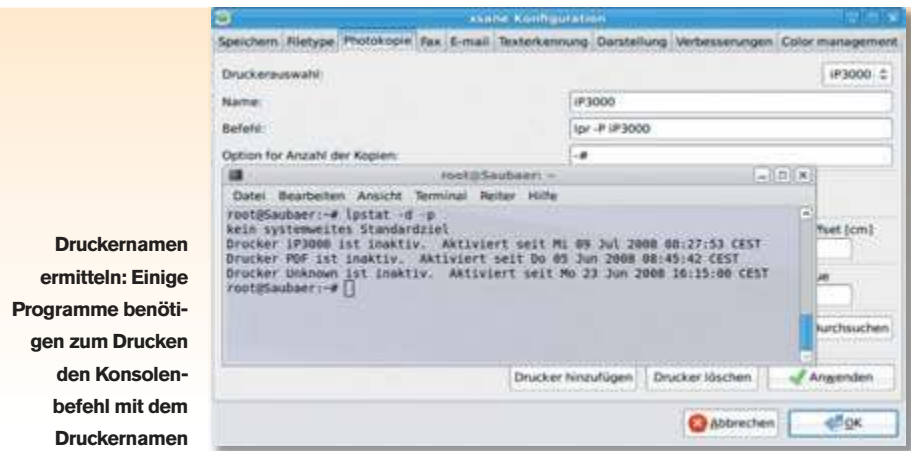 xsane Konfiguration
Speichern Filetype Photokopie Fax E-mail Texterkennung Darstellung Verbesserungen Color management
Druckerauswahl: iP3000
Name: iP3000
Befehl: lpr -P iP3000
Option for Anzahl der Kopien: -#
root@Saubaer: ~
Datei Bearbeiten Ansicht Terminal Reiter Hilfe
root@Saubaer:~# lpstat -d -p
kein systemweites Standardziel
Drucker iP3000 ist inaktiv. Aktiviert seit Mi 09 Jul 2008 08:27:53 CEST
Drucker PDF ist inaktiv. Aktiviert seit Do 05 Jun 2008 08:45:42 CEST
Drucker Unknown ist inaktiv. Aktiviert seit Mo 23 Jun 2008 16:15:00 CEST
root@Saubaer:~#
ffset [cm]
ue
urchsuchen
Drucker hinzufügen Drucker löschen Anwenden
Abbrechen OK
Druckernamen
ermitteln: Einige
Programme benöti-
gen zum Drucken
den Konsolen-
befehl mit dem
Druckernamen